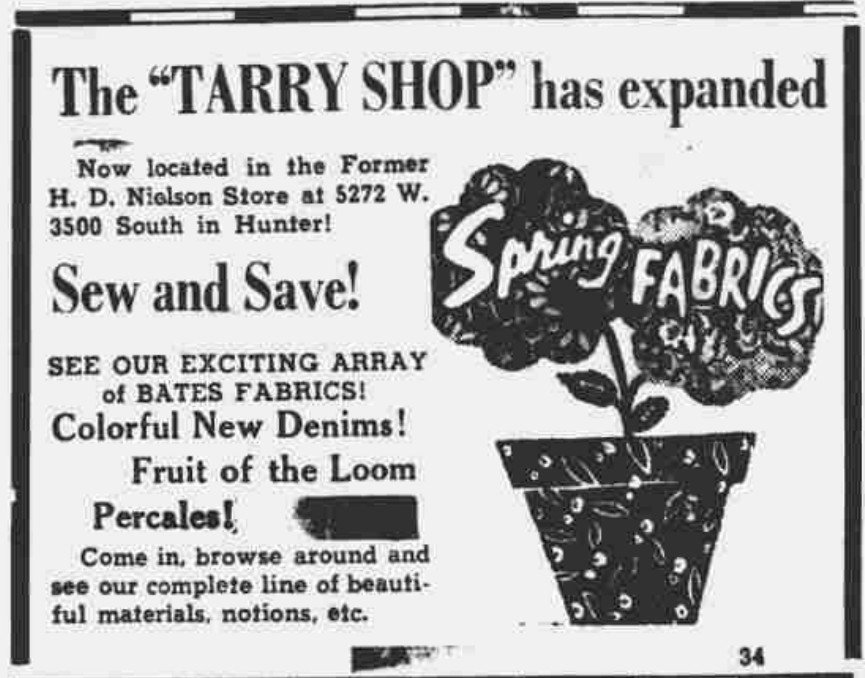 The "TARRY SHOP" has expanded
Now located in the Former
H. D. Nielson Store at 5272 W.
3500 South in Hunter!
Sew and Save!
SEE OUR EXCITING ARRAY
of BATES FABRICS!
Colorful New Denims!
Fruit of the Loom
Percales!
Come in, browse around and
see our complete line of beauti-
ful materials, notions, etc.
Spring FABRICS
34